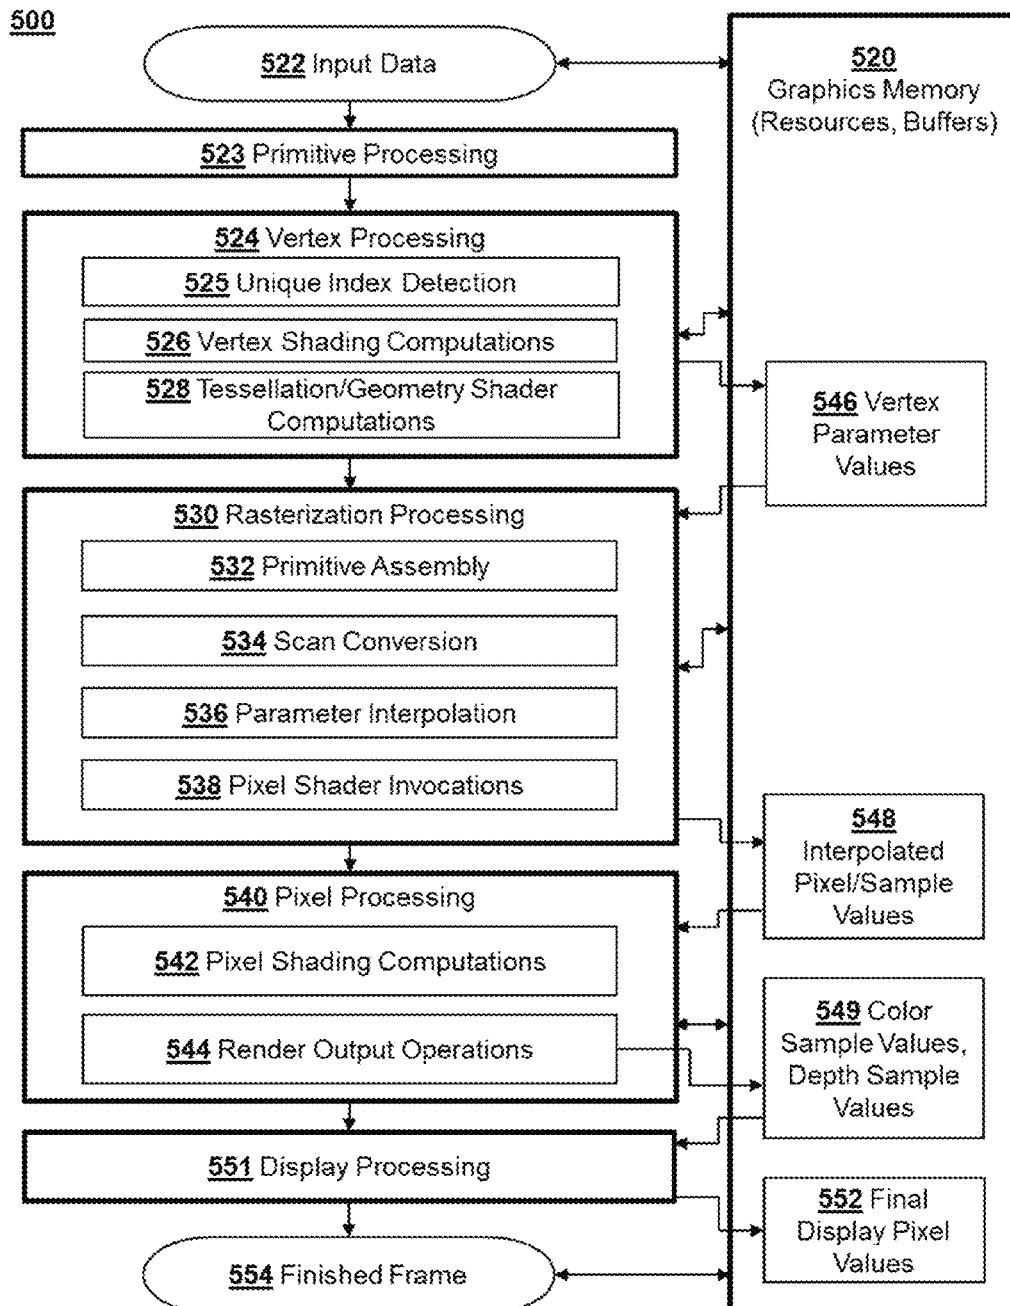 500
522 Input Data
523 Primitive Processing
524 Vertex Processing
525 Unique Index Detection
526 Vertex Shading Computations
528 Tessellation/Geometry Shader
Computations
530 Rasterization Processing
532 Primitive Assembly
534 Scan Conversion
536 Parameter Interpolation
538 Pixel Shader Invocations
540 Pixel Processing
542 Pixel Shading Computations
544 Render Output Operations
551 Display Processing
554 Finished Frame
520
Graphics Memory
(Resources, Buffers)
546 Vertex
Parameter
Values
548
Interpolated
Pixel/Sample
Values
549 Color
Sample Values,
Depth Sample
Values
552 Final
Display Pixel
Values